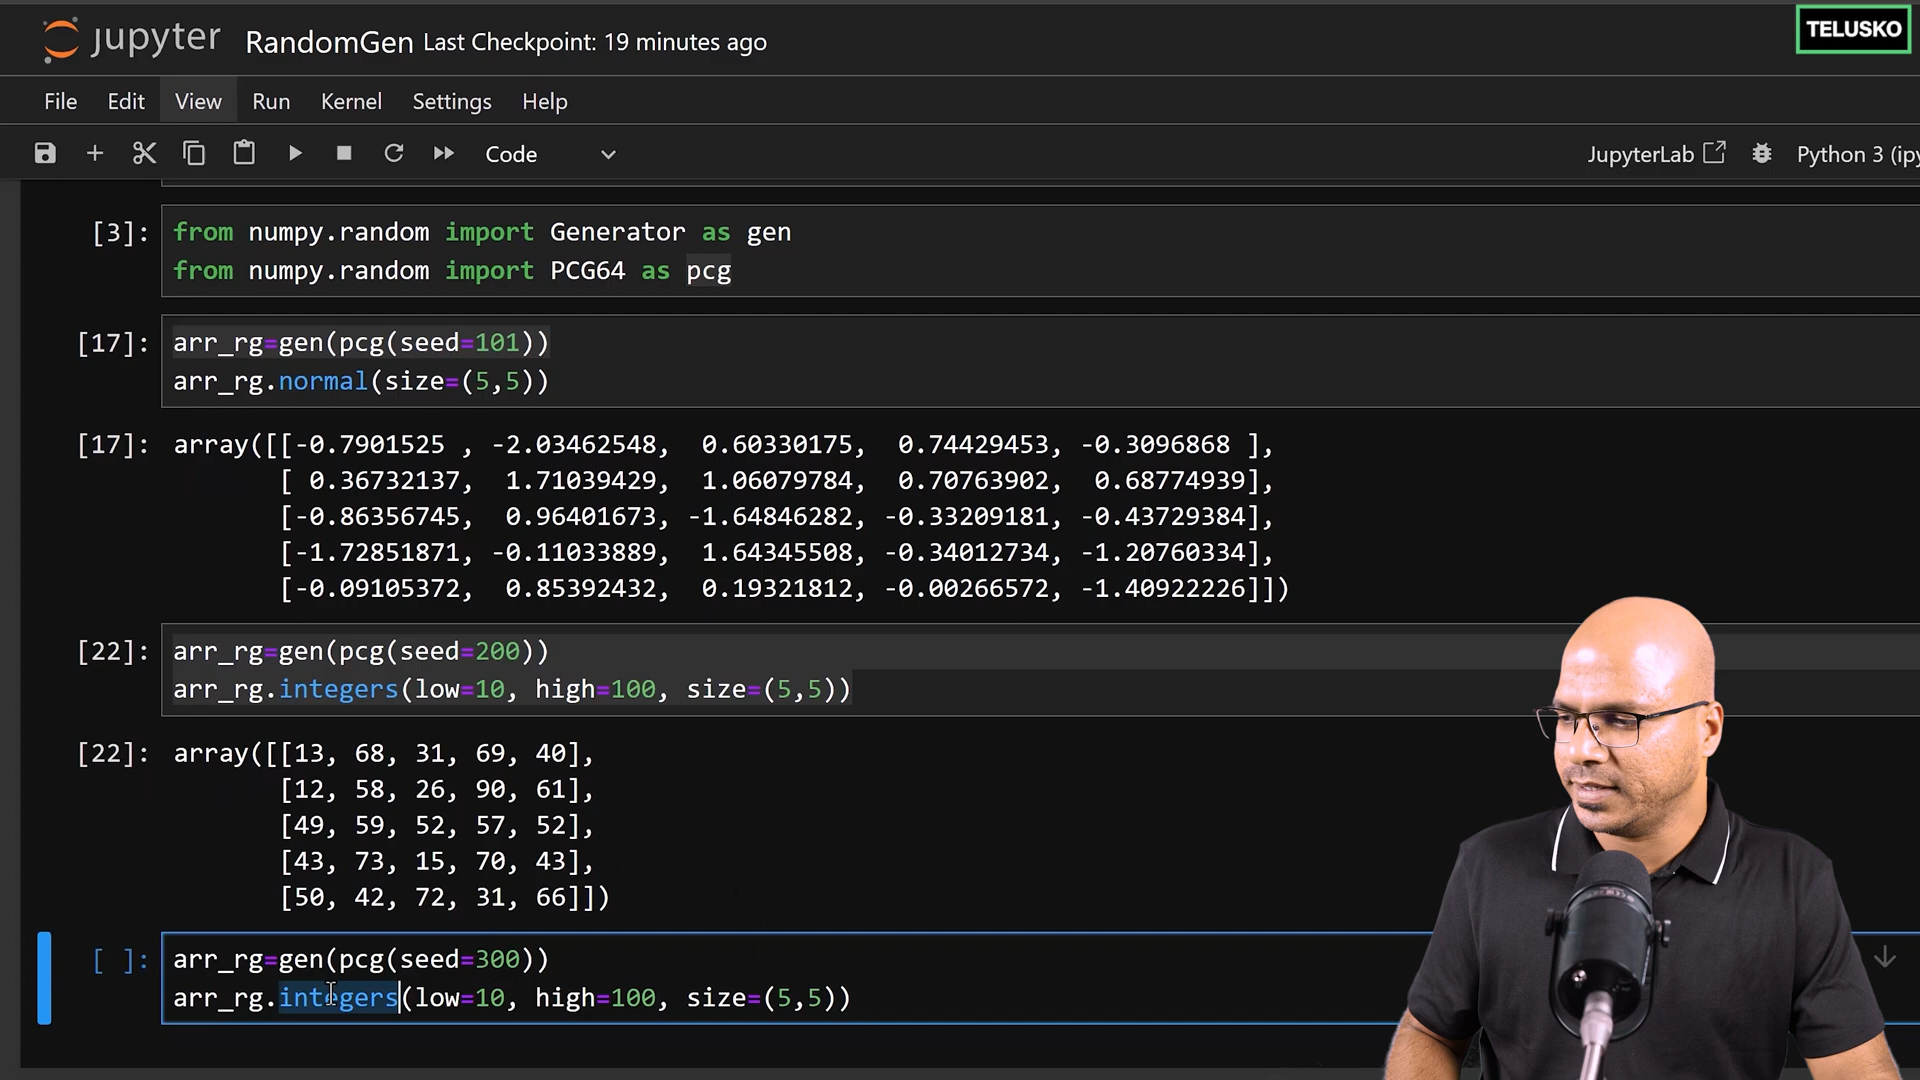 jupyter RandomGen Last Checkpoint: 19 minutes ago
TELUSKO
File Edit View Run Kernel Settings Help
Code JupyterLab Python 3 (ipy
[3]: from numpy.random import Generator as gen
from numpy.random import PCG64 as pcg
[17]: arr_rg=gen(pcg(seed=101))
arr_rg.normal(size=(5,5))
[17]: array([[-0.7901525 , -2.03462548, 0.60330175, 0.74429453, -0.3096868 ],
[ 0.36732137, 1.71039429, 1.06079784, 0.70763902, 0.68774939],
[-0.86356745, 0.96401673, -1.64846282, -0.33209181, -0.43729384],
[-1.72851871, -0.11033889, 1.64345508, -0.34012734, -1.20760334],
[-0.09105372, 0.85392432, 0.19321812, -0.00266572, -1.40922226]])
[22]: arr_rg=gen(pcg(seed=200))
arr_rg.integers(low=10, high=100, size=(5,5))
[22]: array([[13, 68, 31, 69, 40],
[12, 58, 26, 90, 61],
[49, 59, 52, 57, 52],
[43, 73, 15, 70, 43],
[50, 42, 72, 31, 66]])
[ ]: arr_rg=gen(pcg(seed=300))
arr_rg.integers(low=10, high=100, size=(5,5))